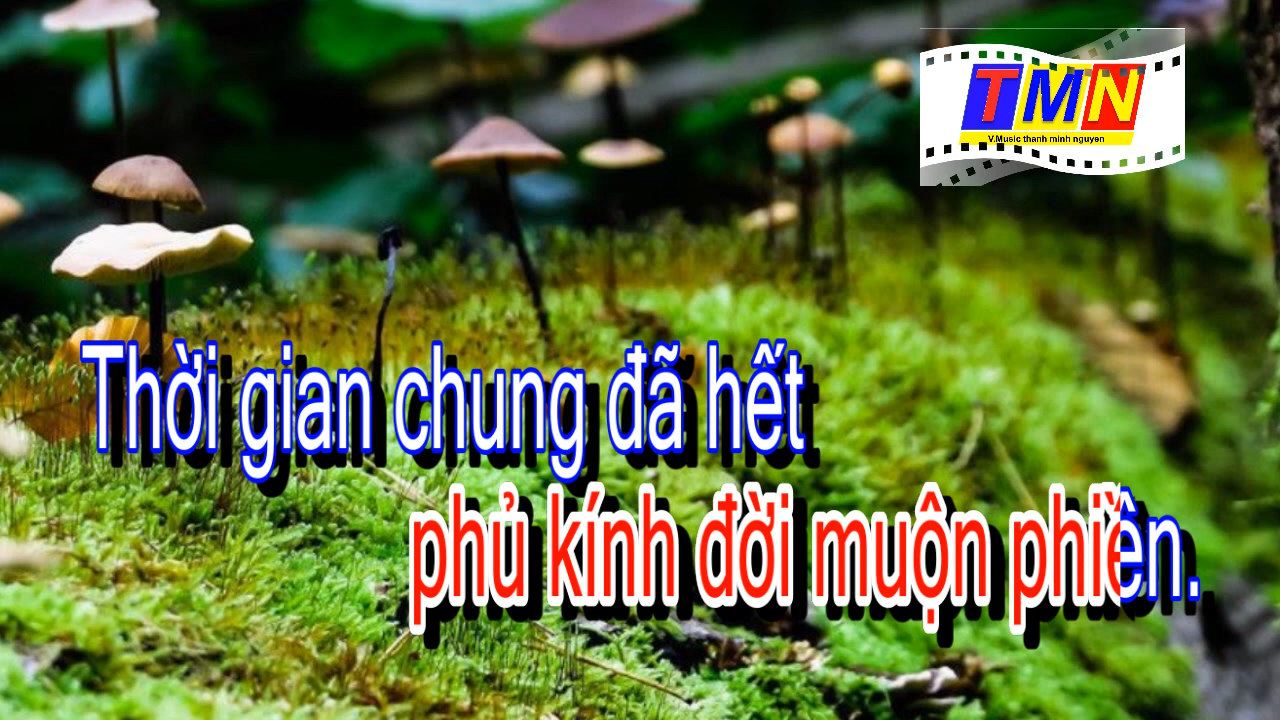 TMN
V.Music thanh minh nguyen
Thời gian chung đã hết
phủ kính đời muộn phiền.